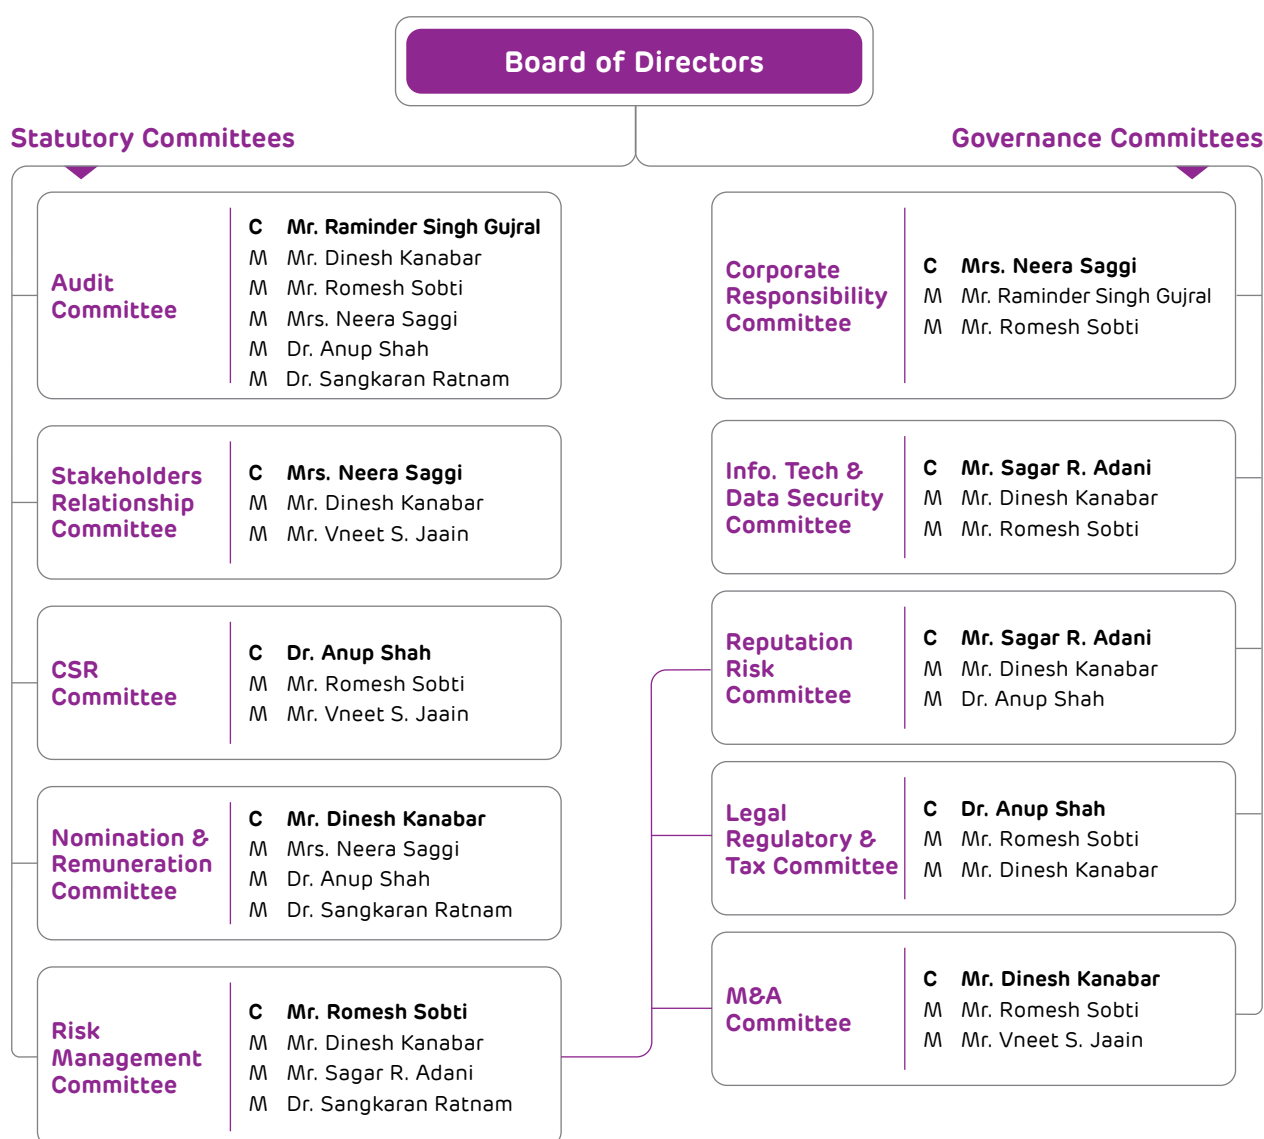 Board of Directors
Statutory Committees
Audit
Committee
C Mr. Raminder Singh Gujral
M Mr. Dinesh Kanabar
M Mr. Romesh Sobti
M Mrs. Neera Saggi
M Dr. Anup Shah
M Dr. Sangkaran Ratnam
Stakeholders
Relationship
Committee
C Mrs. Neera Saggi
M Mr. Dinesh Kanabar
M Mr. Vneet S. Jaain
CSR
Committee
C Dr. Anup Shah
M Mr. Romesh Sobti
M Mr. Vneet S. Jaain
Nomination &
Remuneration
Committee
C Mr. Dinesh Kanabar
M Mrs. Neera Saggi
M Dr. Anup Shah
M Dr. Sangkaran Ratnam
Risk
Management
Committee
C Mr. Romesh Sobti
M Mr. Dinesh Kanabar
M Mr. Sagar R. Adani
M Dr. Sangkaran Ratnam
Governance Committees
Corporate
Responsibility
Committee
C Mrs. Neera Saggi
M Mr. Raminder Singh Gujral
M Mr. Romesh Sobti
Info. Tech &
Data Security
Committee
C Mr. Sagar R. Adani
M Mr. Dinesh Kanabar
M Mr. Romesh Sobti
Reputation
Risk
Committee
C Mr. Sagar R. Adani
M Mr. Dinesh Kanabar
M Dr. Anup Shah
Legal
Regulatory &
Tax Committee
C Dr. Anup Shah
M Mr. Romesh Sobti
M Mr. Dinesh Kanabar
M&A
Committee
C Mr. Dinesh Kanabar
M Mr. Romesh Sobti
M Mr. Vneet S. Jaain